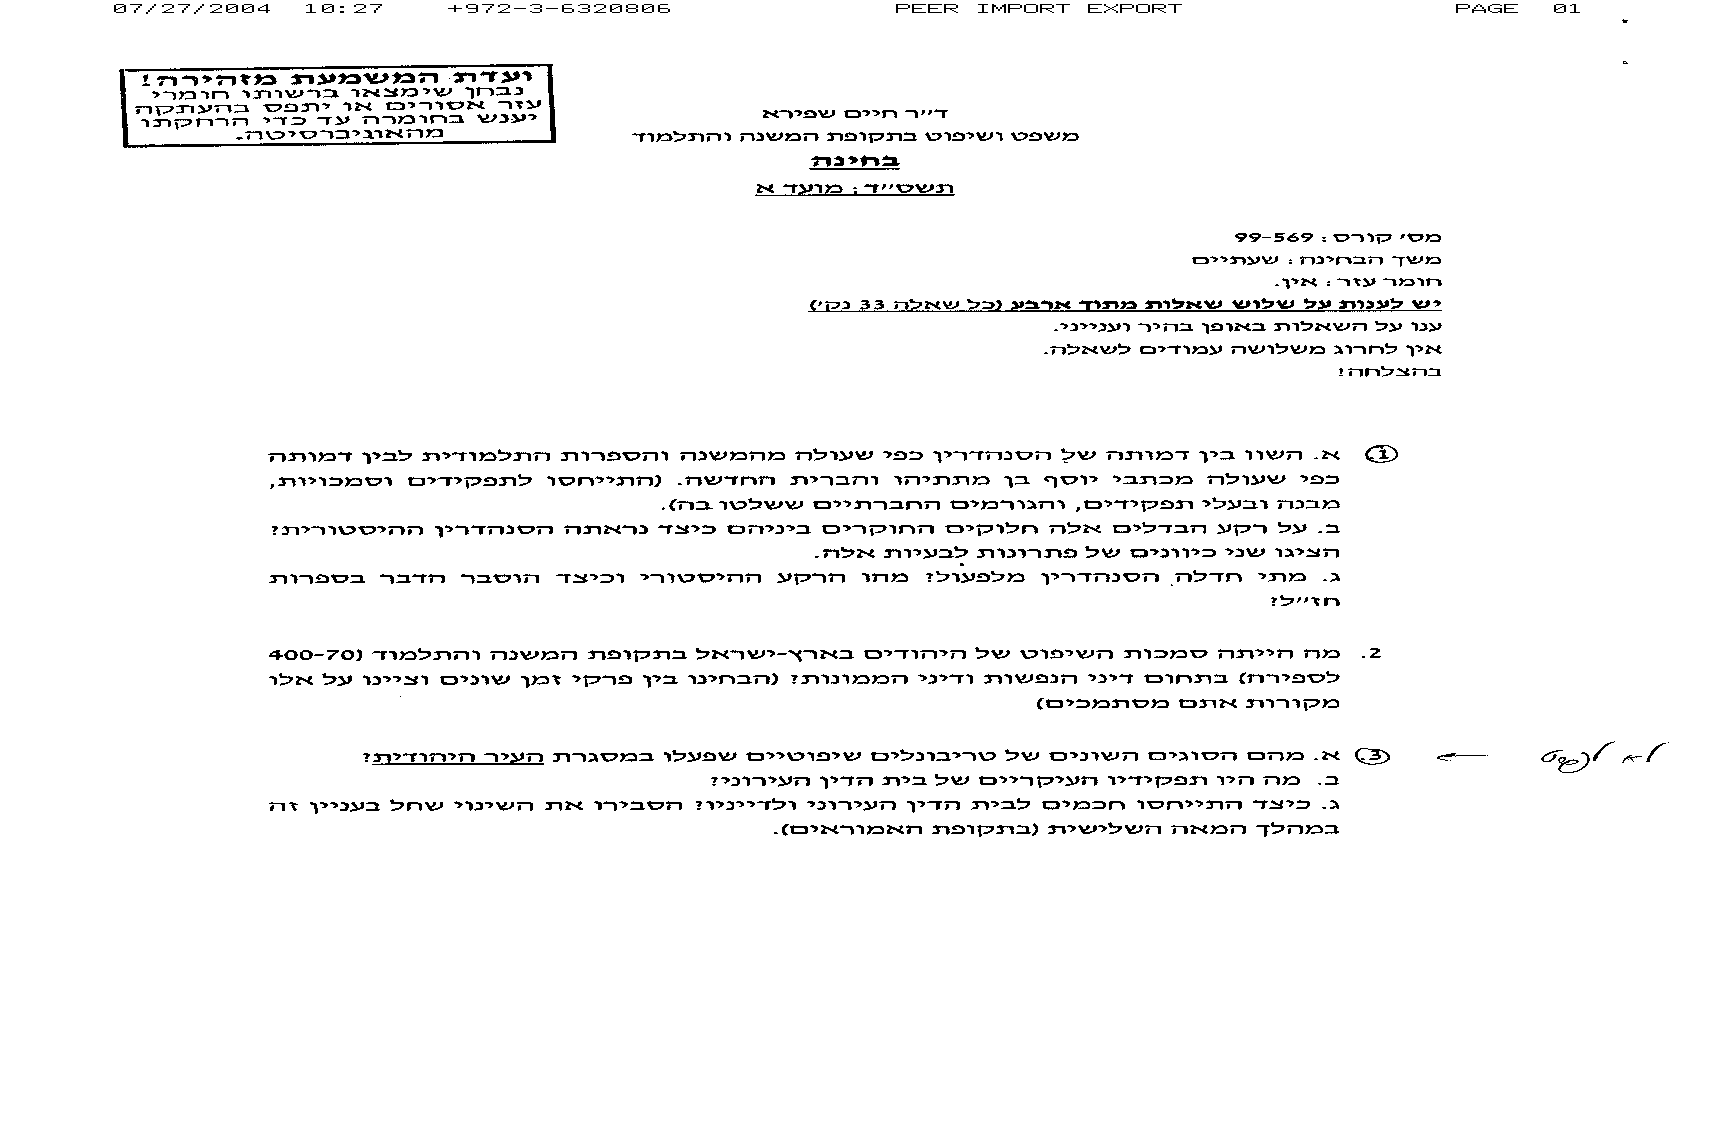 07/27/2004 10:27 +972-3-6320806 PEER IMPORT EXPORT PAGE 01
ועדת המשמעת מזהירה!
נבחן שימצאו ברשותו חומרי
עזר אסורים או יתפס בהעתקה
יענש בחומרה עד כדי הרחקתו
מהאוניברסיטה.
ד״ר חיים שפירא
משפט ושיפוט בתקופת המשנה והתלמוד
בחינה
תשס״ד: מועד א
מס׳ קורס: 99-569
משך הבחינה: שעתיים
חומר עזר: אין.
יש לענות על שלוש שאלות מתוך ארבע (כל שאלה 33 נק׳)
ענו על השאלות באופן בהיר וענייני.
אין לחרוג משלושה עמודים לשאלה.
בהצלחה!
1. א. השוו בין דמותה של הסנהדרין כפי שעולה מהמשנה והספרות התלמודית לבין דמותה
כפי שעולה מכתבי יוסף בן מתתיהו והברית החדשה. (התייחסו לתפקידים וסמכויות,
מבנה ובעלי תפקידים, והגורמים החברתיים ששלטו בה).
ב. על רקע הבדלים אלה חלוקים החוקרים ביניהם כיצד נראתה הסנהדרין ההיסטורית?
הציגו שני כיוונים של פתרונות לבעיות אלה.
ג. מתי חדלה הסנהדרין מלפעול? מהו הרקע ההיסטורי וכיצד הוסבר הדבר בספרות
חז״ל?
2. מה הייתה סמכות השיפוט של היהודים בארץ-ישראל בתקופת המשנה והתלמוד (400-70
לספירה) בתחום דיני הנפשות ודיני הממונות? (הבחינו בין פרקי זמן שונים וציינו על אלו
מקורות אתם מסתמכים)
3. א. מהם הסוגים השונים של טריבונלים שיפוטיים שפעלו במסגרת העיר היהודית?
לא
ב. מה היו תפקידיו העיקריים של בית הדין העירוני?
ג. כיצד התייחסו חכמים לבית הדין העירוני ולדייניו? הסבירו את השינוי שחל בעניין זה
במהלך המאה השלישית (בתקופת האמוראים).